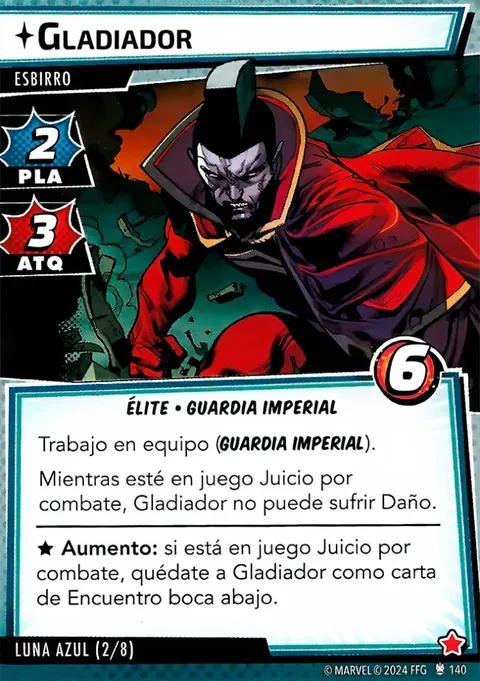 GLADIADOR
ESBIRRO
2
PLA
3
ATQ
6
ÉLITE • GUARDIA IMPERIAL
Trabajo en equipo (GUARDIA IMPERIAL).
Mientras esté en juego Juicio por
combate, Gladiador no puede sufrir Daño.
★ Aumento: si está en juego Juicio por
combate, quédate a Gladiador como carta
de Encuentro boca abajo.
LUNA AZUL (2/8)
© MARVEL © 2024 FFG 140